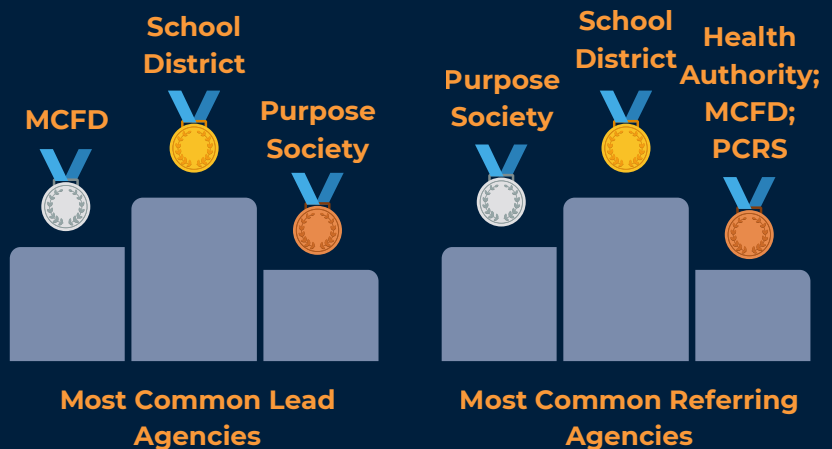 MCFD
School
District
Purpose
Society
Most Common Lead
Agencies
Purpose
Society
School
District
Health
Authority;
MCFD;
PCRS
Most Common Referring
Agencies